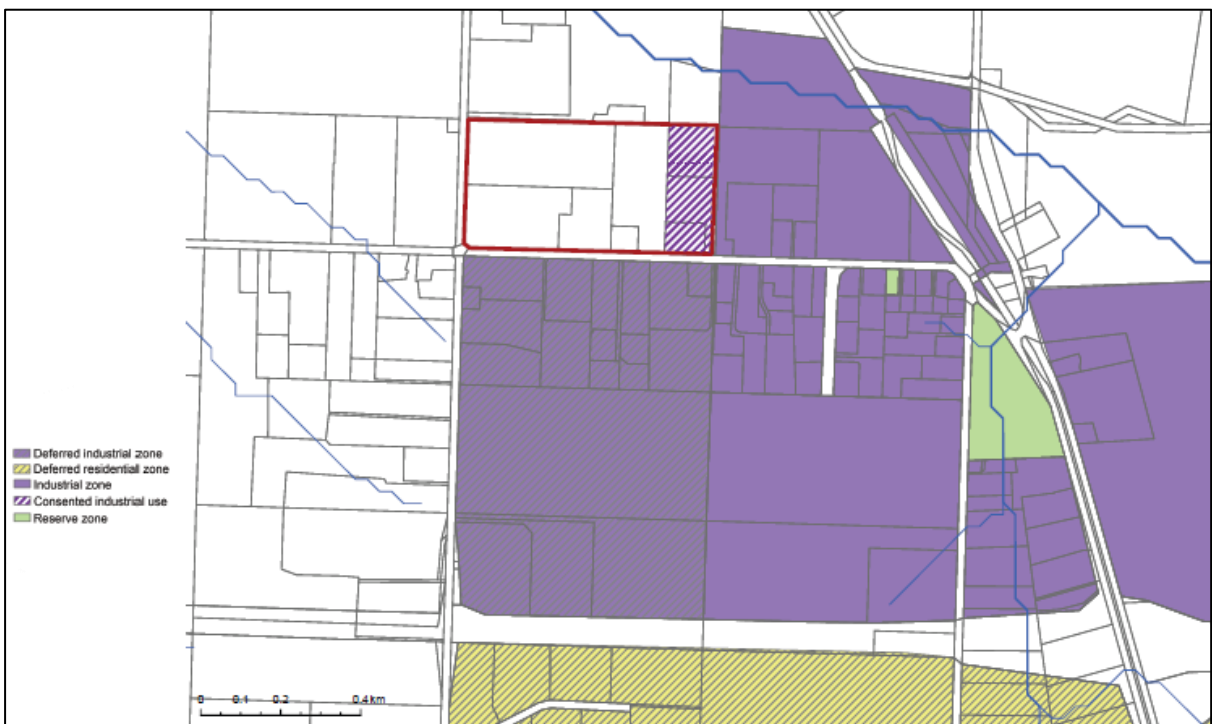 Deferred industrial zone
Deferred residential zone
Industrial zone
Consented industrial use
Reserve zone
0 0.1 0.2 0.4 km